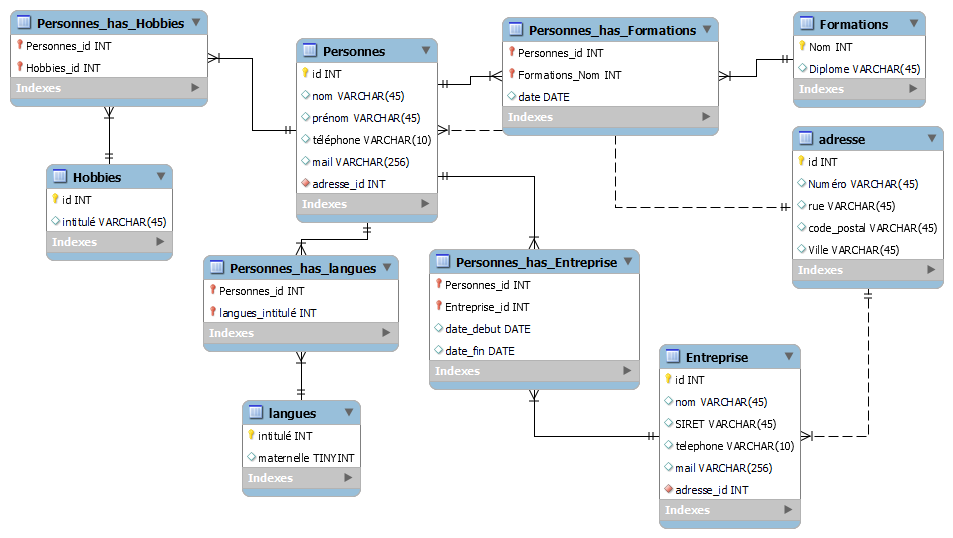 Personnes_has_Hobbies
Personnes_id INT
Hobbies_id INT
Indexes
Personnes
id INT
nom VARCHAR(45)
prénom VARCHAR(45)
téléphone VARCHAR(10)
mail VARCHAR(256)
adresse_id INT
Indexes
Personnes_has_Formations
Personnes_id INT
Formations_Nom INT
date DATE
Indexes
Formations
Nom INT
Diplome VARCHAR(45)
Indexes
adresse
id INT
Numéro VARCHAR(45)
rue VARCHAR(45)
code_postal VARCHAR(45)
Ville VARCHAR(45)
Indexes
Hobbies
id INT
intitulé VARCHAR(45)
Indexes
Personnes_has_langues
Personnes_id INT
langues_intitulé INT
Indexes
Personnes_has_Entreprise
Personnes_id INT
Entreprise_id INT
date_debut DATE
date_fin DATE
Indexes
Entreprise
id INT
nom VARCHAR(45)
SIRET VARCHAR(45)
telephone VARCHAR(10)
mail VARCHAR(256)
adresse_id INT
Indexes
langues
intitulé INT
maternelle TINYINT
Indexes